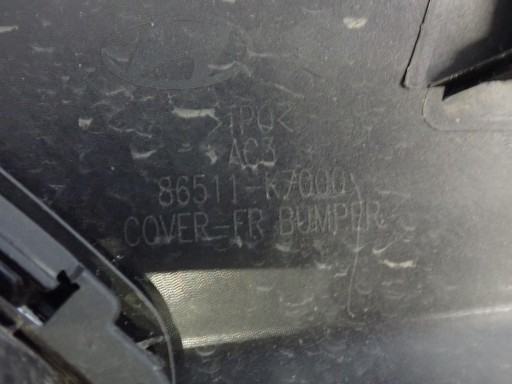 >TPO<
AC3
86511-K7000
COVER-FR BUMPER